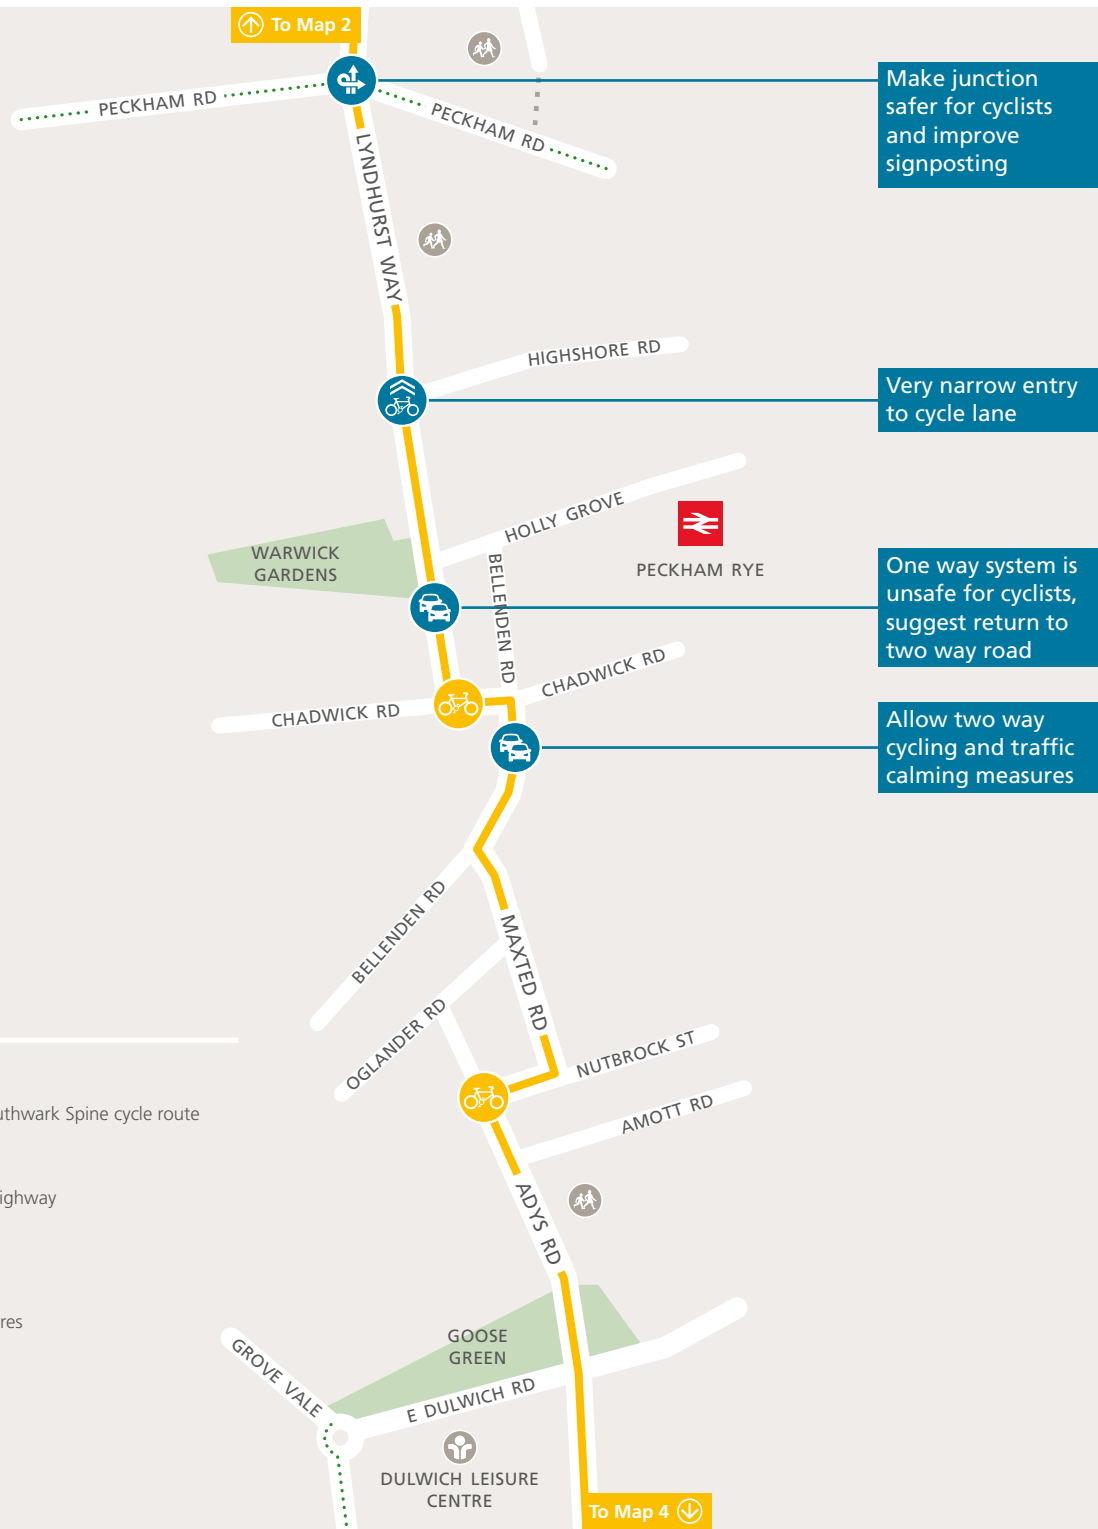 To Map 2
PECKHAM RD
PECKHAM RD
Make junction
safer for cyclists
and improve
signposting
LYNDHURST WAY
HIGHSHORE RD
Very narrow entry
to cycle lane
HOLLY GROVE
WARWICK
GARDENS
BELLENDEN RD
PECKHAM RYE
One way system is
unsafe for cyclists,
suggest return to
two way road
CHADWICK RD
CHADWICK RD
Allow two way
cycling and traffic
calming measures
BELLENDEN RD
MAXTED RD
OGLANDER RD
NUTBROCK ST
AMOTT RD
uthwark Spine cycle route
ighway
ADYS RD
res
GOOSE
GREEN
GROVE VALE
E DULWICH RD
DULWICH LEISURE
CENTRE
To Map 4